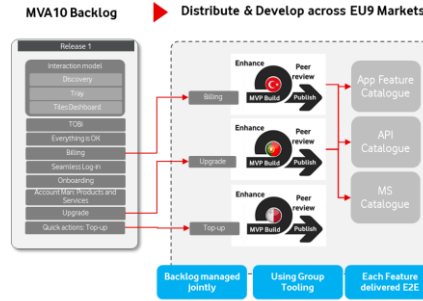 MVA10 Backlog
Distribute & Develop across EU9 Markets
Release 1
Interaction model
Discovery
Tray
Tiles Dashboard
TOBi
Everything is OK
Billing
Seamless Log-in
Onboarding
Account Man: Products and
Services
Upgrade
Quick actions: Top-up
Billing
Upgrade
Top-up
Enhance
Peer
review
MVP Build
Publish
Enhance
Peer
review
MVP Build
Publish
Enhance
Peer
review
MVP Build
Publish
App Feature
Catalogue
API
Catalogue
MS
Catalogue
Backlog managed
jointly
Using Group
Tooling
Each Feature
delivered E2E